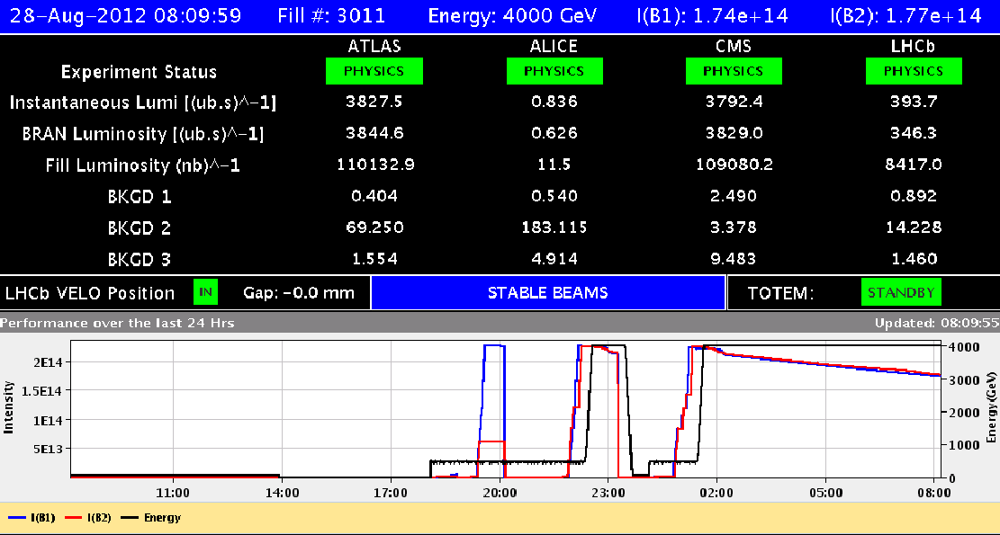 28-Aug-2012 08:09:59 Fill #: 3011 Energy: 4000 GeV I(B1): 1.74e+14 I(B2): 1.77e+14
ATLAS ALICE CMS LHCb
Experiment Status PHYSICS PHYSICS PHYSICS PHYSICS
Instantaneous Lumi [(ub.s)^-1] 3827.5 0.836 3792.4 393.7
BRAN Luminosity [(ub.s)^-1] 3844.6 0.626 3829.0 346.3
Fill Luminosity (nb)^-1 110132.9 11.5 109080.2 8417.0
BKGD 1 0.404 0.540 2.490 0.892
BKGD 2 69.250 183.115 3.378 14.228
BKGD 3 1.554 4.914 9.483 1.460
LHCb VELO Position IN Gap: -0.0 mm STABLE BEAMS TOTEM: STANDBY
Performance over the last 24 Hrs Updated: 08:09:55
Intensity
2E14
1.5E14
1E14
5E13
4000
3000
2000
1000
0
Energy(GeV)
11:00 14:00 17:00 20:00 23:00 02:00 05:00 08:00
I(B1) I(B2) Energy